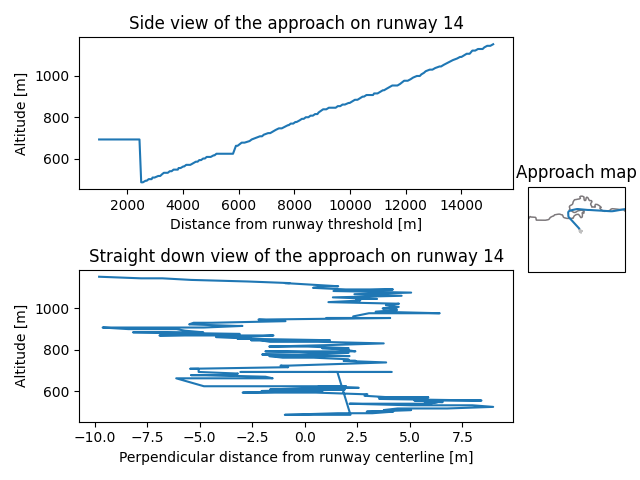 Side view of the approach on runway 14
Altitude [m]
1000
800
600
2000 4000 6000 8000 10000 12000 14000
Distance from runway threshold [m]
Approach map
Straight down view of the approach on runway 14
Altitude [m]
1000
800
600
−10.0 −7.5 −5.0 −2.5 0.0 2.5 5.0 7.5
Perpendicular distance from runway centerline [m]